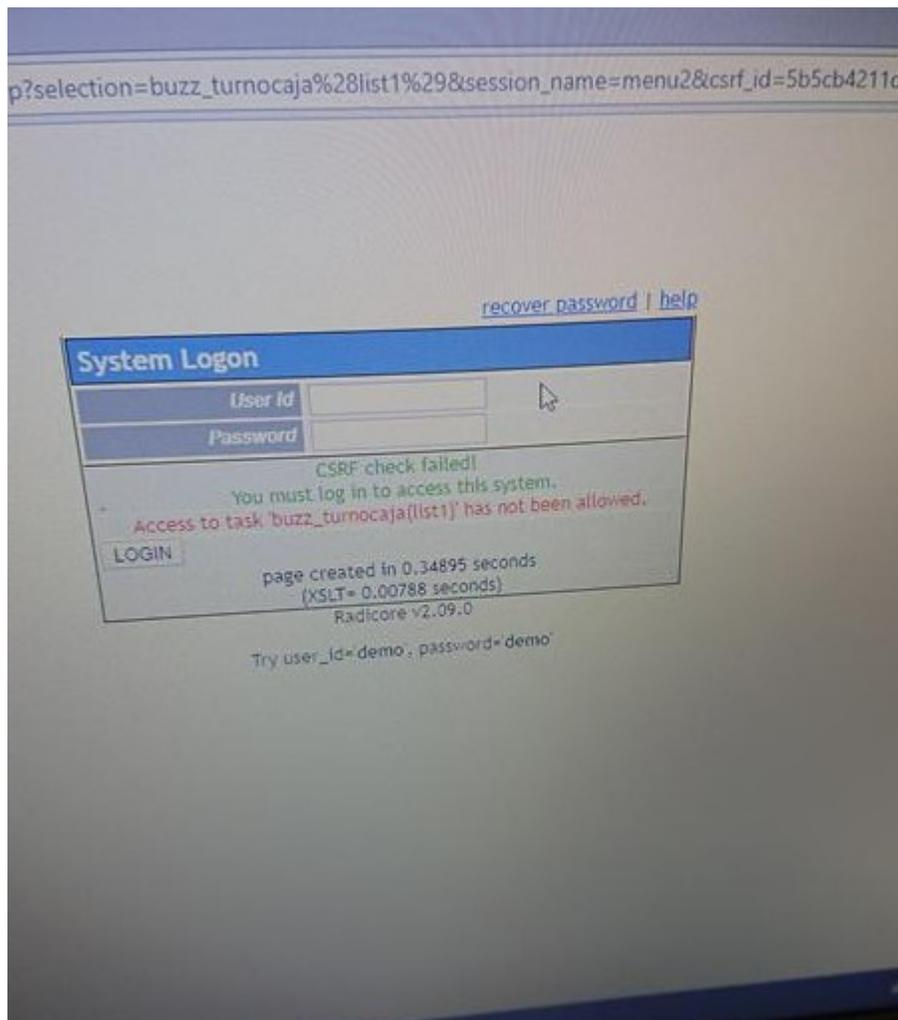 p?selection=buzz_turnocaja%28list1%29&session_name=menu2&csrf_id=5b5cb4211c
recover password | help
System Logon
User Id
Password
CSRF check failed!
You must log in to access this system.
Access to task 'buzz_turnocaja(list1)' has not been allowed.
LOGIN
page created in 0.34895 seconds
(XSLT= 0.00788 seconds)
Radicore v2.09.0
Try user_id='demo', password='demo'